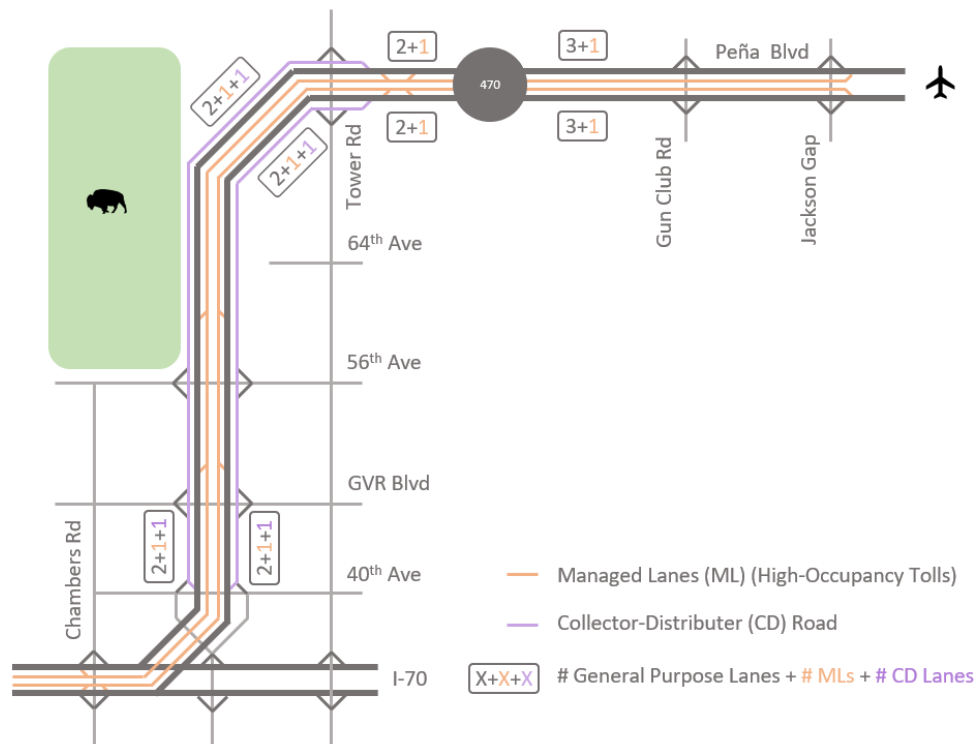 2+1
3+1
Peña Blvd
470
2+1+1
2+1
3+1
2+1+1
Tower Rd
Gun Club Rd
Jackson Gap
64th Ave
56th Ave
GVR Blvd
Chambers Rd
2+1+1
2+1+1
40th Ave
Managed Lanes (ML) (High-Occupancy Tolls)
Collector-Distributer (CD) Road
I-70
X+X+X # General Purpose Lanes + # MLs + # CD Lanes